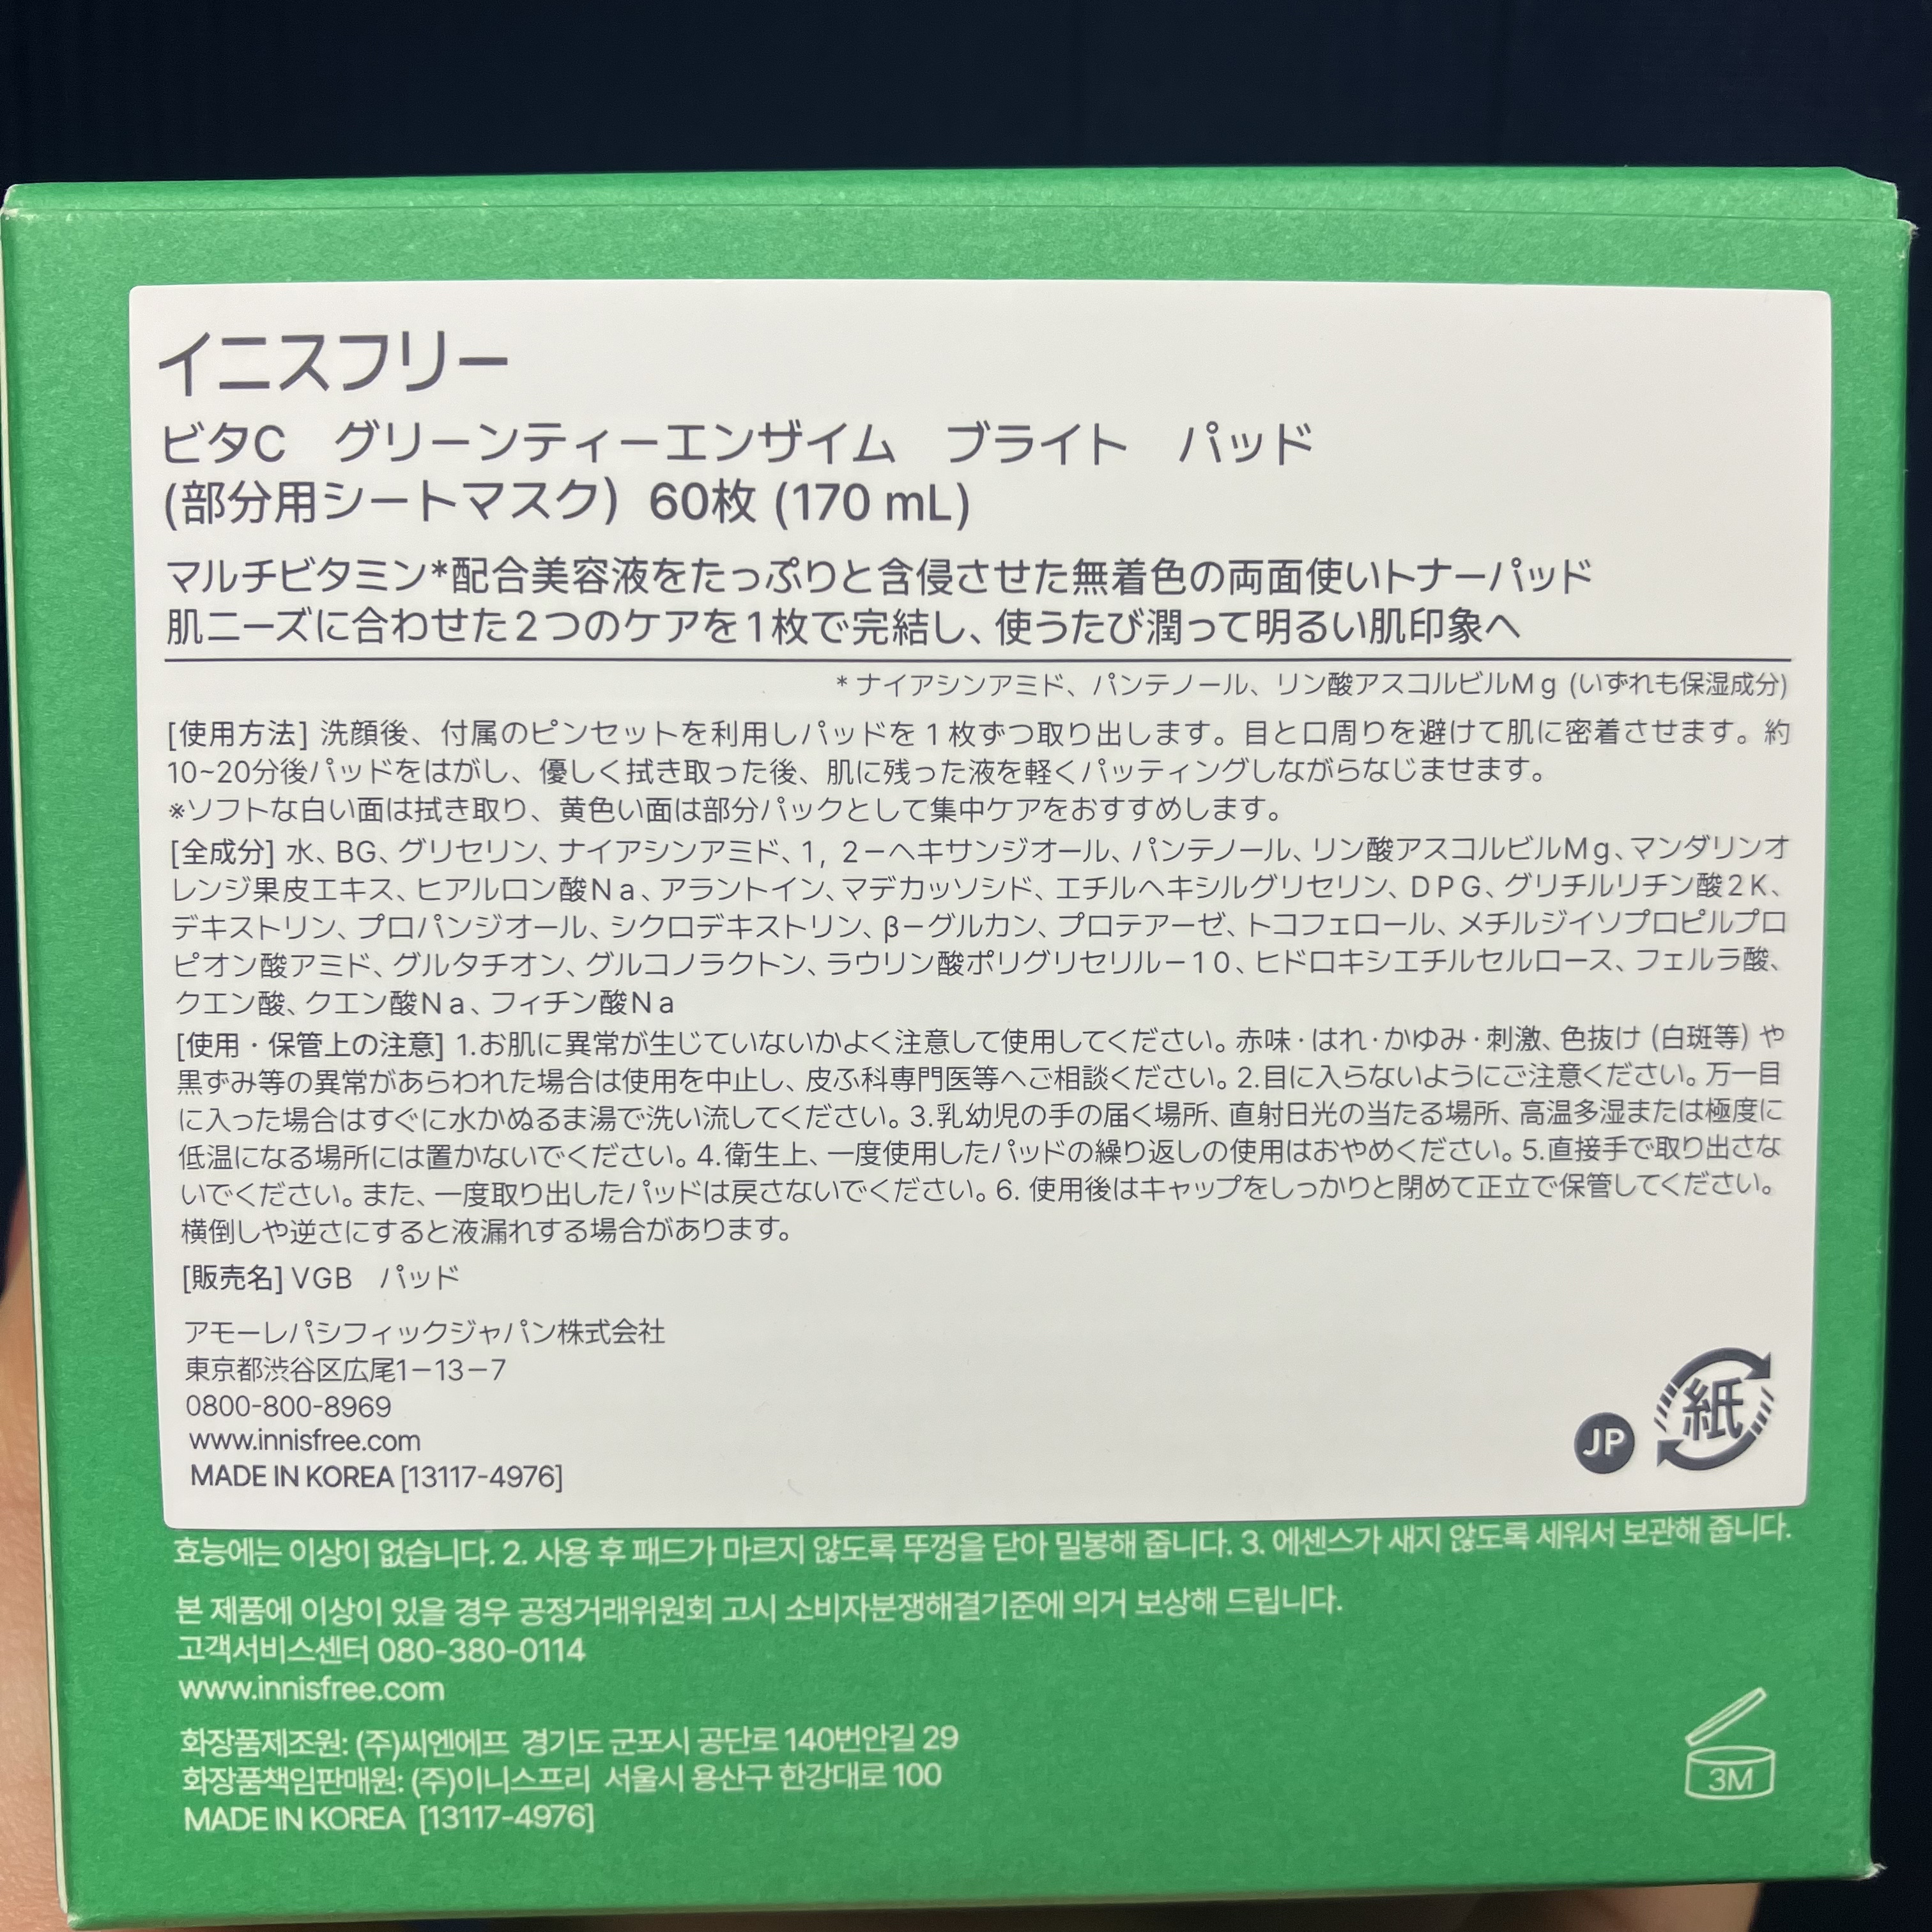 イニスフリー
ビタC　グリーンティーエンザイム　ブライト　パッド
(部分用シートマスク) 60枚 (170 mL)
マルチビタミン*配合美容液をたっぷりと含侵させた無着色の両面使いトナーパッド
肌ニーズに合わせた2つのケアを1枚で完結し、使うたび潤って明るい肌印象へ
* ナイアシンアミド、パンテノール、リン酸アスコルビルMg (いずれも保湿成分)
[使用方法] 洗顔後、付属のピンセットを利用しパッドを1枚ずつ取り出します。目と口周りを避けて肌に密着させます。約
10~20分後パッドをはがし、優しく拭き取った後、肌に残った液を軽くパッティングしながらなじませます。
※ソフトな白い面は拭き取り、黄色い面は部分パックとして集中ケアをおすすめします。
[全成分] 水、BG、グリセリン、ナイアシンアミド、1, 2－ヘキサンジオール、パンテノール、リン酸アスコルビルMg、マンダリンオ
レンジ果皮エキス、ヒアルロン酸Na、アラントイン、マデカッソシド、エチルヘキシルグリセリン、DPG、グリチルリチン酸2K、
デキストリン、プロパンジオール、シクロデキストリン、β－グルカン、プロテアーゼ、トコフェロール、メチルジイソプロピルプロ
ピオン酸アミド、グルタチオン、グルコノラクトン、ラウリン酸ポリグリセリル－10、ヒドロキシエチルセルロース、フェルラ酸、
クエン酸、クエン酸Na、フィチン酸Na
[使用・保管上の注意] 1.お肌に異常が生じていないかよく注意して使用してください。赤味・はれ・かゆみ・刺激、色抜け (白斑等) や
黒ずみ等の異常があらわれた場合は使用を中止し、皮ふ科専門医等へご相談ください。2.目に入らないようにご注意ください。万一目
に入った場合はすぐに水かぬるま湯で洗い流してください。3.乳幼児の手の届く場所、直射日光の当たる場所、高温多湿または極度に
低温になる場所には置かないでください。4.衛生上、一度使用したパッドの繰り返しの使用はおやめください。5.直接手で取り出さな
いでください。また、一度取り出したパッドは戻さないでください。6. 使用後はキャップをしっかりと閉めて正立で保管してください。
横倒しや逆さにすると液漏れする場合があります。
[販売名] VGB　パッド
アモーレパシフィックジャパン株式会社
東京都渋谷区広尾1－13－7
0800-800-8969
www.innisfree.com
MADE IN KOREA [13117-4976]
JP
紙
효능에는 이상이 없습니다. 2. 사용 후 패드가 마르지 않도록 뚜껑을 닫아 밀봉해 줍니다. 3. 에센스가 새지 않도록 세워서 보관해 줍니다.
본 제품에 이상이 있을 경우 공정거래위원회 고시 소비자분쟁해결기준에 의거 보상해 드립니다.
고객서비스센터 080-380-0114
www.innisfree.com
화장품제조원: (주)씨엔에프 경기도 군포시 공단로 140번안길 29
화장품책임판매원: (주)이니스프리 서울시 용산구 한강대로 100
MADE IN KOREA [13117-4976]
3M